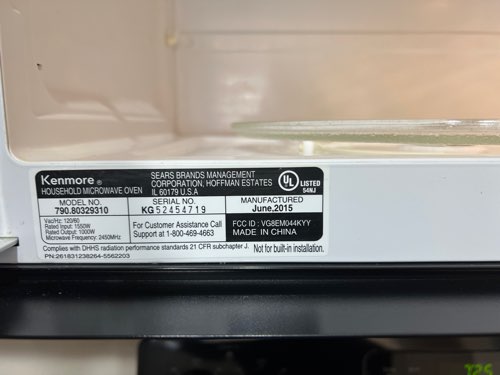 Kenmore®
HOUSEHOLD MICROWAVE OVEN
SEARS BRANDS MANAGEMENT
CORPORATION, HOFFMAN ESTATES
IL 60179 U.S.A
UL LISTED
54NJ
MODEL NO.
790.80329310
SERIAL NO.
KG 52454719
MANUFACTURED
June,2015
Vac/Hz: 120/60
Rated Input: 1550W
Rated Output: 1000W
Microwave Frequency: 2450MHz
For Customer Assistance Call
Support at 1-800-469-4663
FCC ID : VG8EM044KYY
MADE IN CHINA
Complies with DHHS radiation performance standards 21 CFR subchapter J.
Not for built-in installation.
PN:261831238264-5562203